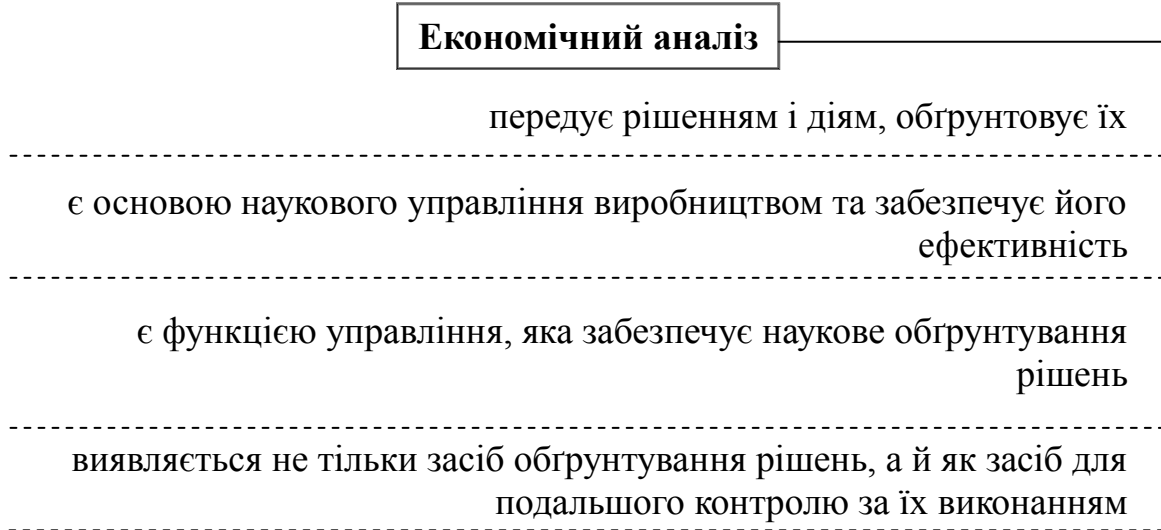 Економічний аналіз
передує рішенням і діям, обґрунтовує їх
є основою наукового управління виробництвом та забезпечує його
ефективність
є функцією управління, яка забезпечує наукове обґрунтування
рішень
виявляється не тільки засіб обґрунтування рішень, а й як засіб для
подальшого контролю за їх виконанням